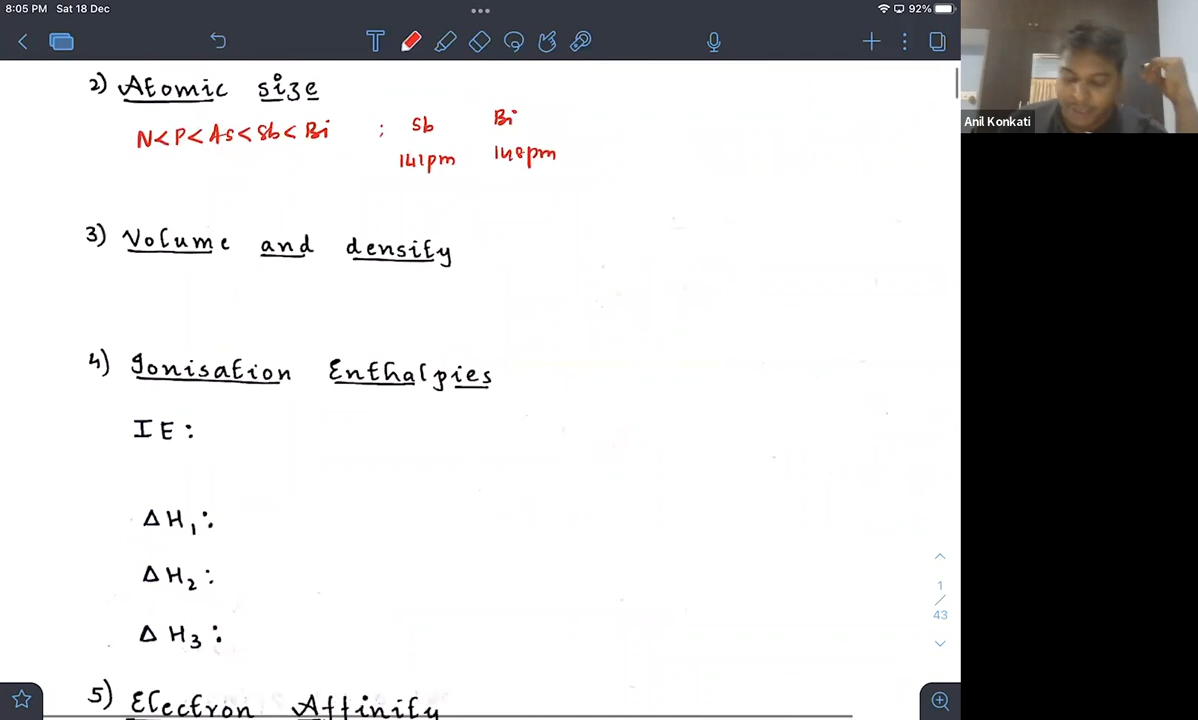 8:05 PM Sat 18 Dec
92%
2) Atomic size
N<P<As<Sb<Bi ; Sb Bi
141pm 148pm
3) Volume and density
4) Ionisation Enthalpies
IE:
ΔH₁:
ΔH₂:
ΔH₃:
5) Electron Affinity
T
1
/
43
Anil Konkati